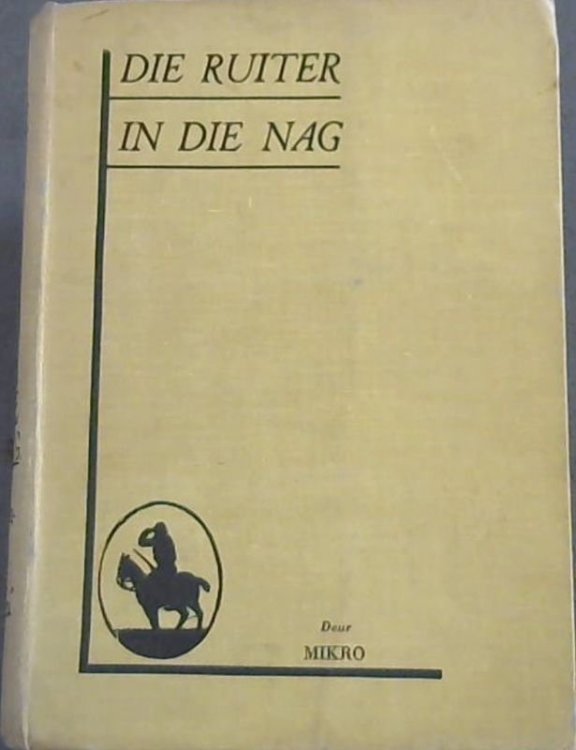 DIE RUITER
IN DIE NAG
Deur
MIKRO